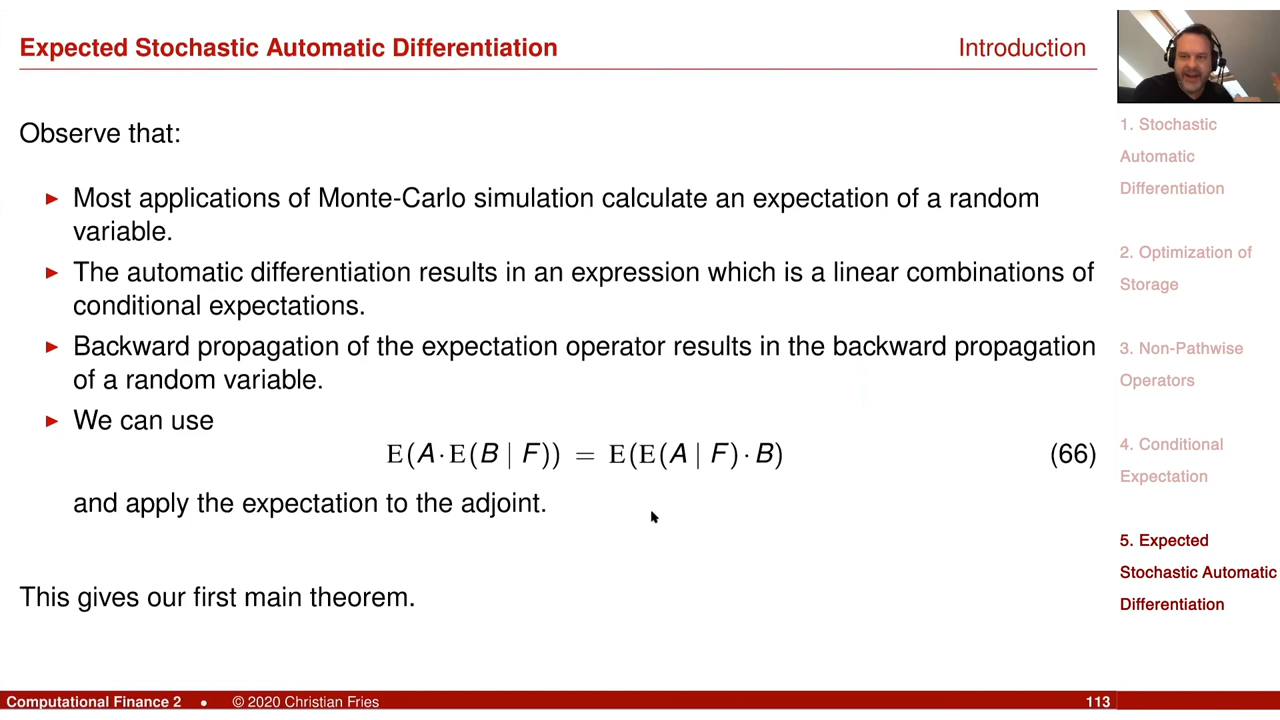 Expected Stochastic Automatic Differentiation
Introduction
Observe that:
► Most applications of Monte-Carlo simulation calculate an expectation of a random
variable.
► The automatic differentiation results in an expression which is a linear combinations of
conditional expectations.
► Backward propagation of the expectation operator results in the backward propagation
of a random variable.
► We can use
E(A·E(B | F)) = E(E(A | F)·B) (66)
and apply the expectation to the adjoint.
This gives our first main theorem.
1. Stochastic
Automatic
Differentiation
2. Optimization of
Storage
3. Non-Pathwise
Operators
4. Conditional
Expectation
5. Expected
Stochastic Automatic
Differentiation
Computational Finance 2 • © 2020 Christian Fries 113